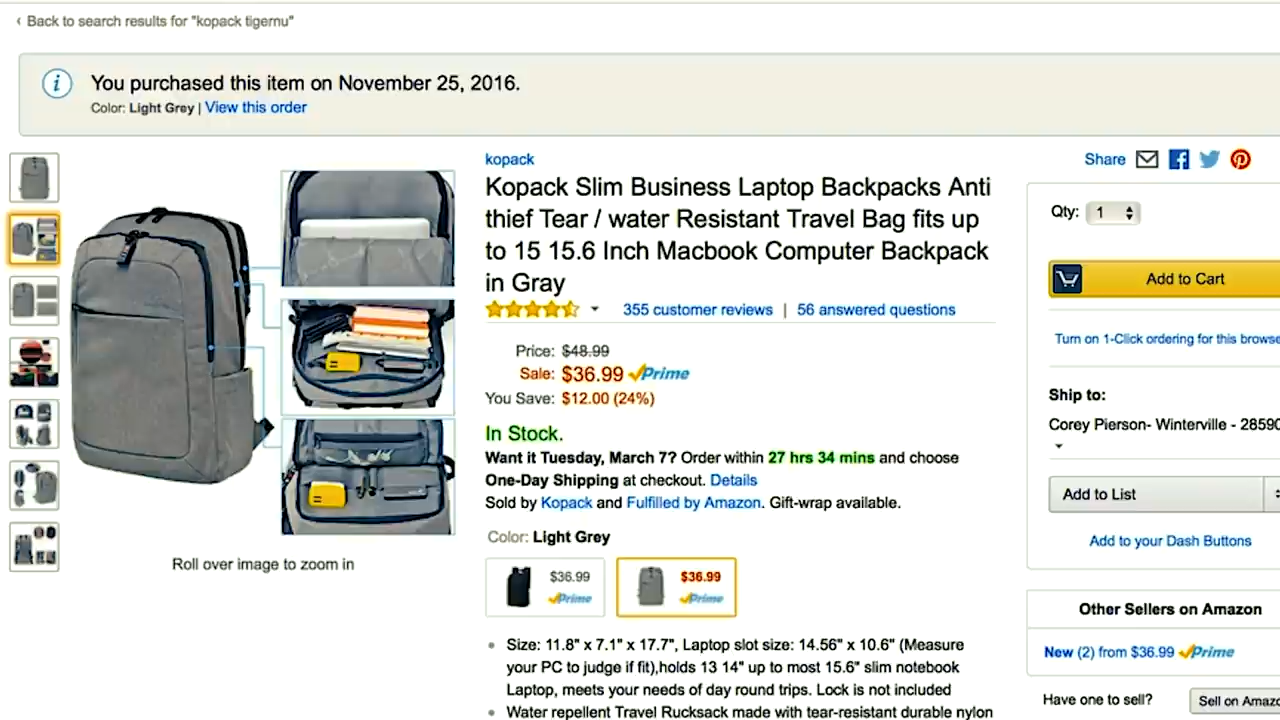 ‹ Back to search results for "kopack tigernu"
You purchased this item on November 25, 2016.
Color: Light Grey | View this order
kopack
Kopack Slim Business Laptop Backpacks Anti
thief Tear / water Resistant Travel Bag fits up
to 15 15.6 Inch Macbook Computer Backpack
in Gray
355 customer reviews | 56 answered questions
Price: $48.99
Sale: $36.99 Prime
You Save: $12.00 (24%)
In Stock.
Want it Tuesday, March 7? Order within 27 hrs 34 mins and choose
One-Day Shipping at checkout. Details
Sold by Kopack and Fulfilled by Amazon. Gift-wrap available.
Color: Light Grey
$36.99 $36.99
Prime Prime
Size: 11.8" x 7.1" x 17.7", Laptop slot size: 14.56" x 10.6" (Measure
your PC to judge if fit),holds 13 14" up to most 15.6" slim notebook
Laptop, meets your needs of day round trips. Lock is not included
Water repellent Travel Rucksack made with tear-resistant durable nylon
Roll over image to zoom in
Share
Qty: 1
Add to Cart
Turn on 1-Click ordering for this browse
Ship to:
Corey Pierson- Winterville - 28590
Add to List
Add to your Dash Buttons
Other Sellers on Amazon
New (2) from $36.99 Prime
Have one to sell? Sell on Amazo